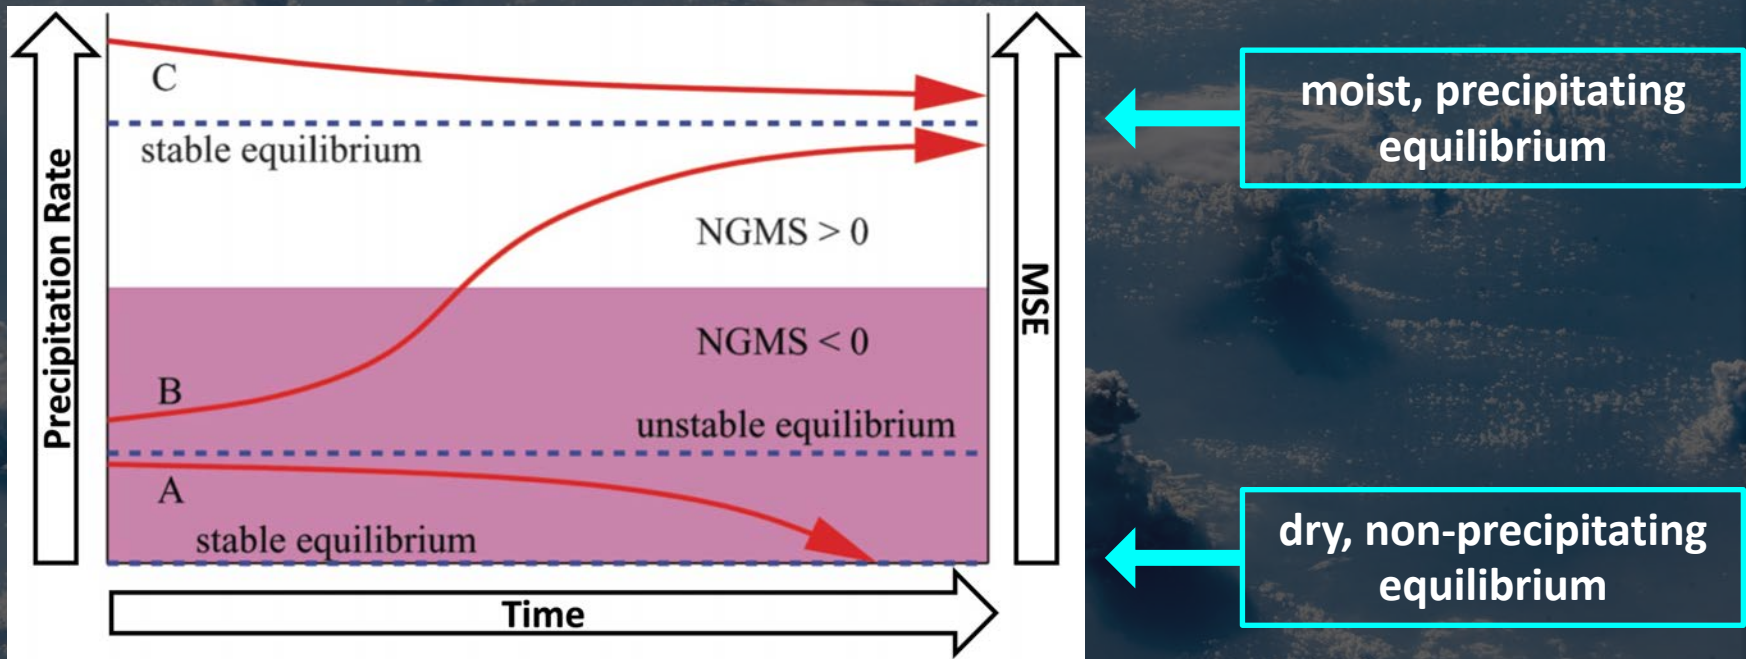 Precipitation Rate
C
stable equilibrium
NGMS > 0
NGMS < 0
B
unstable equilibrium
A
stable equilibrium
MSE
Time
moist, precipitating
equilibrium
dry, non-precipitating
equilibrium